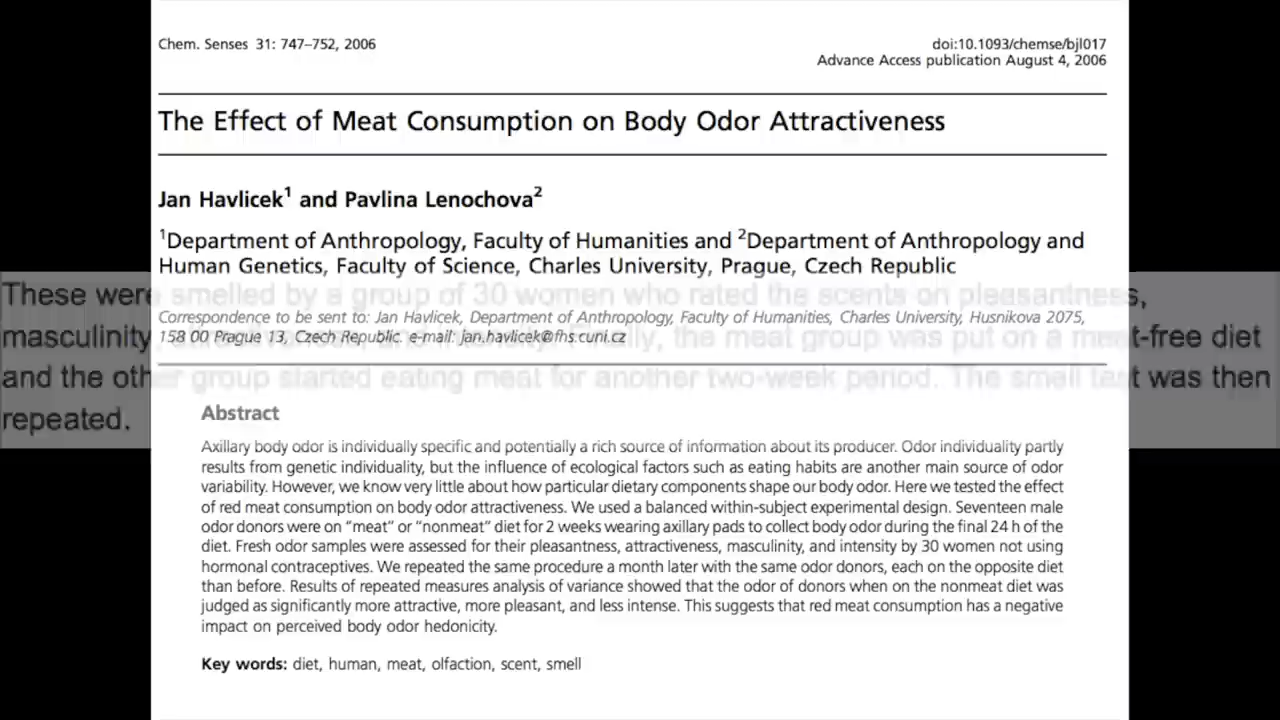 Chem. Senses 31: 747–752, 2006
doi:10.1093/chemse/bjl017
Advance Access publication August 4, 2006
The Effect of Meat Consumption on Body Odor Attractiveness
Jan Havlicek1 and Pavlina Lenochova2
1Department of Anthropology, Faculty of Humanities and 2Department of Anthropology and
Human Genetics, Faculty of Science, Charles University, Prague, Czech Republic
These were smelled by a group of 30 women who rated the scents on pleasantness,
Correspondence to be sent to: Jan Havlicek, Department of Anthropology, Faculty of Humanities, Charles University, Husnikova 2075,
158 00 Prague 13, Czech Republic. e-mail: jan.havlicek@fhs.cuni.cz
masculinity, attractiveness, and intensity. Finally, the meat group was put on a meat-free diet
and the other group started eating meat for another two-week period. The smell test was then
repeated.
Abstract
Axillary body odor is individually specific and potentially a rich source of information about its producer. Odor individuality partly
results from genetic individuality, but the influence of ecological factors such as eating habits are another main source of odor
variability. However, we know very little about how particular dietary components shape our body odor. Here we tested the effect
of red meat consumption on body odor attractiveness. We used a balanced within-subject experimental design. Seventeen male
odor donors were on “meat” or “nonmeat” diet for 2 weeks wearing axillary pads to collect body odor during the final 24 h of the
diet. Fresh odor samples were assessed for their pleasantness, attractiveness, masculinity, and intensity by 30 women not using
hormonal contraceptives. We repeated the same procedure a month later with the same odor donors, each on the opposite diet
than before. Results of repeated measures analysis of variance showed that the odor of donors when on the nonmeat diet was
judged as significantly more attractive, more pleasant, and less intense. This suggests that red meat consumption has a negative
impact on perceived body odor hedonicity.
Key words: diet, human, meat, olfaction, scent, smell